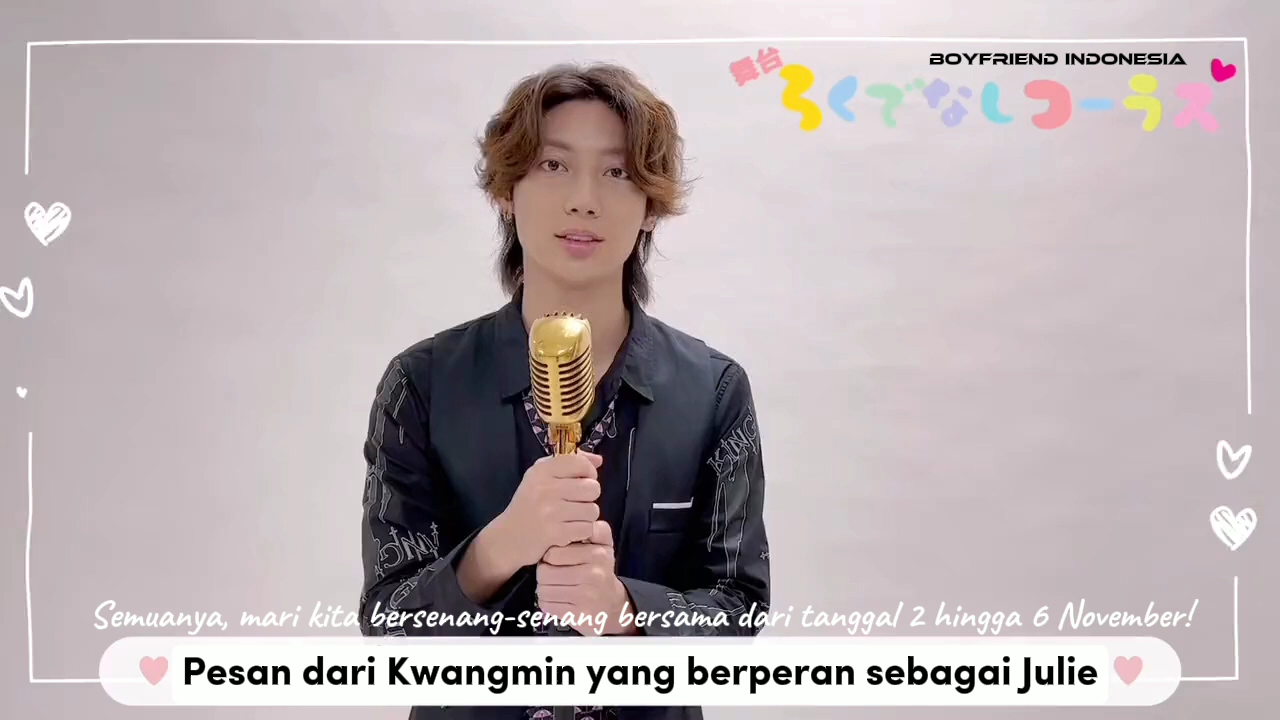 BOYFRIEND INDONESIA
舞台
ろくでなしコーラス
KING
Semuanya, mari kita bersenang-senang bersama dari tanggal 2 hingga 6 November!
Pesan dari Kwangmin yang berperan sebagai Julie